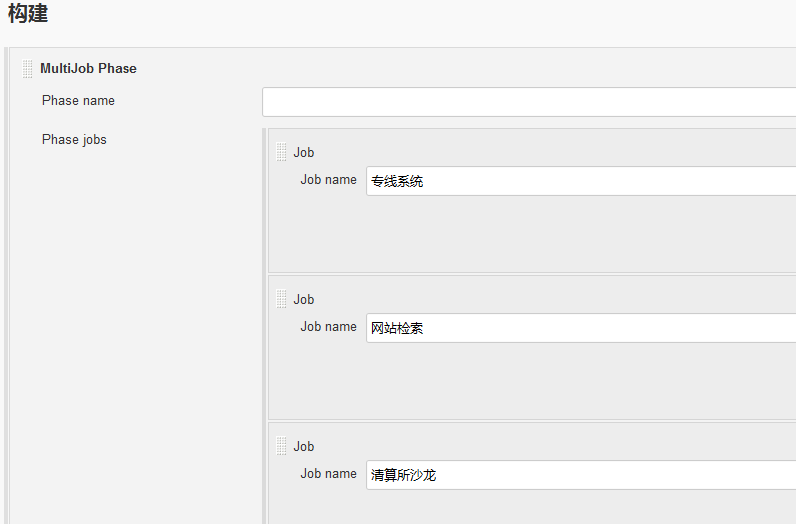 构建
MultiJob Phase
Phase name
Phase jobs
Job
Job name 专线系统
Job
Job name 网站检索
Job
Job name 清算所沙龙